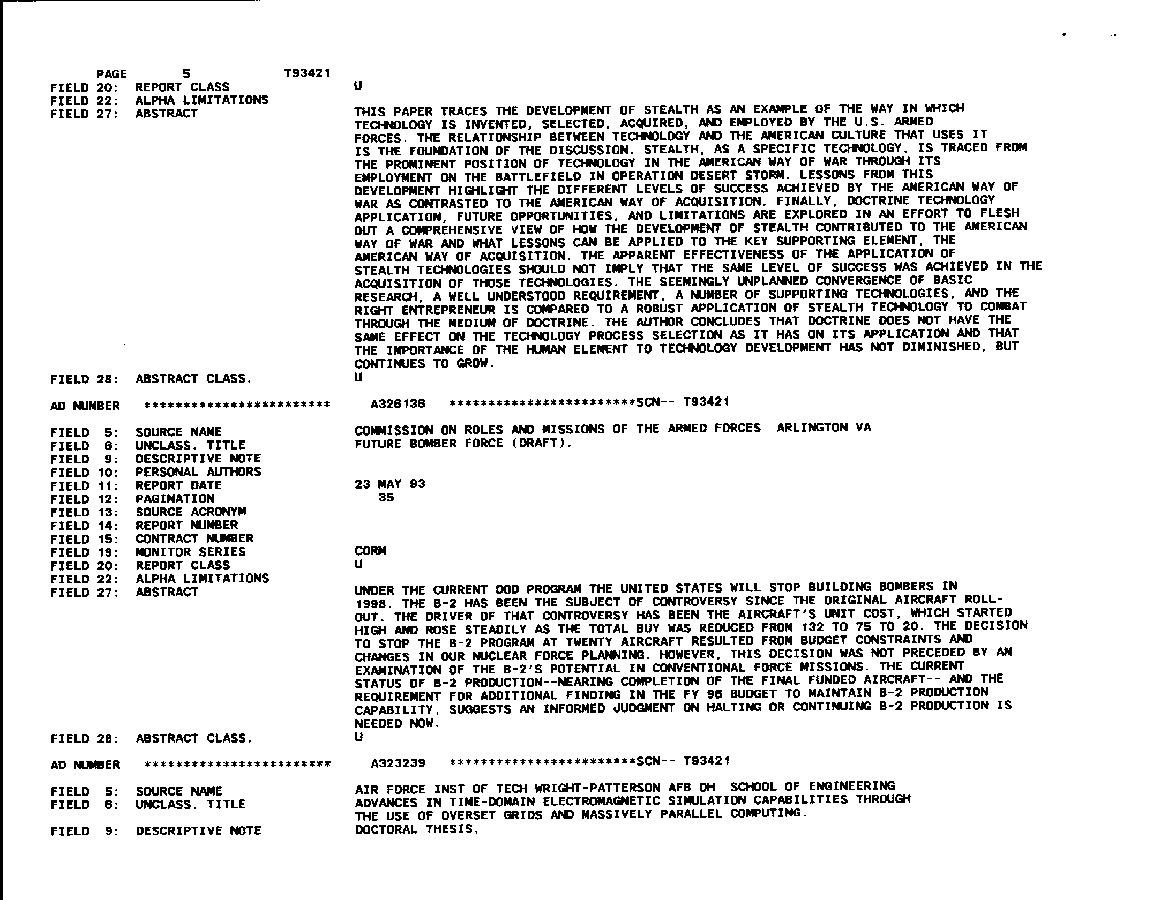 PAGE 5 T93421
FIELD 20: REPORT CLASS U
FIELD 22: ALPHA LIMITATIONS
FIELD 27: ABSTRACT
THIS PAPER TRACES THE DEVELOPMENT OF STEALTH AS AN EXAMPLE OF THE WAY IN WHICH
TECHNOLOGY IS INVENTED, SELECTED, ACQUIRED, AND EMPLOYED BY THE U.S. ARMED
FORCES. THE RELATIONSHIP BETWEEN TECHNOLOGY AND THE AMERICAN CULTURE THAT USES IT
IS THE FOUNDATION OF THE DISCUSSION. STEALTH, AS A SPECIFIC TECHNOLOGY, IS TRACED FROM
THE PROMINENT POSITION OF TECHNOLOGY IN THE AMERICAN WAY OF WAR THROUGH ITS
EMPLOYMENT ON THE BATTLEFIELD IN OPERATION DESERT STORM. LESSONS FROM THIS
DEVELOPMENT HIGHLIGHT THE DIFFERENT LEVELS OF SUCCESS ACHIEVED BY THE AMERICAN WAY OF
WAR AS CONTRASTED TO THE AMERICAN WAY OF ACQUISITION. FINALLY, DOCTRINE TECHNOLOGY
APPLICATION, FUTURE OPPORTUNITIES, AND LIMITATIONS ARE EXPLORED IN AN EFFORT TO FLESH
OUT A COMPREHENSIVE VIEW OF HOW THE DEVELOPMENT OF STEALTH CONTRIBUTED TO THE AMERICAN
WAY OF WAR AND WHAT LESSONS CAN BE APPLIED TO THE KEY SUPPORTING ELEMENT, THE
AMERICAN WAY OF ACQUISITION. THE APPARENT EFFECTIVENESS OF THE APPLICATION OF
STEALTH TECHNOLOGIES SHOULD NOT IMPLY THAT THE SAME LEVEL OF SUCCESS WAS ACHIEVED IN THE
ACQUISITION OF THOSE TECHNOLOGIES. THE SEEMINGLY UNPLANNED CONVERGENCE OF BASIC
RESEARCH, A WELL UNDERSTOOD REQUIREMENT, A NUMBER OF SUPPORTING TECHNOLOGIES, AND THE
RIGHT ENTREPRENEUR IS COMPARED TO A ROBUST APPLICATION OF STEALTH TECHNOLOGY TO COMBAT
THROUGH THE MEDIUM OF DOCTRINE. THE AUTHOR CONCLUDES THAT DOCTRINE DOES NOT HAVE THE
SAME EFFECT ON THE TECHNOLOGY PROCESS SELECTION AS IT HAS ON ITS APPLICATION AND THAT
THE IMPORTANCE OF THE HUMAN ELEMENT TO TECHNOLOGY DEVELOPMENT HAS NOT DIMINISHED, BUT
CONTINUES TO GROW.
FIELD 28: ABSTRACT CLASS. U
AD NUMBER ************************ A326136 ************************SCN-- T93421
FIELD 5: SOURCE NAME COMMISSION ON ROLES AND MISSIONS OF THE ARMED FORCES ARLINGTON VA
FIELD 6: UNCLASS. TITLE FUTURE BOMBER FORCE (DRAFT).
FIELD 9: DESCRIPTIVE NOTE
FIELD 10: PERSONAL AUTHORS
FIELD 11: REPORT DATE 23 MAY 93
FIELD 12: PAGINATION 35
FIELD 13: SOURCE ACRONYM
FIELD 14: REPORT NUMBER
FIELD 15: CONTRACT NUMBER
FIELD 19: MONITOR SERIES CORM
FIELD 20: REPORT CLASS U
FIELD 22: ALPHA LIMITATIONS
FIELD 27: ABSTRACT
UNDER THE CURRENT DOD PROGRAM THE UNITED STATES WILL STOP BUILDING BOMBERS IN
1998. THE B-2 HAS BEEN THE SUBJECT OF CONTROVERSY SINCE THE ORIGINAL AIRCRAFT ROLL-
OUT. THE DRIVER OF THAT CONTROVERSY HAS BEEN THE AIRCRAFT'S UNIT COST, WHICH STARTED
HIGH AND ROSE STEADILY AS THE TOTAL BUY WAS REDUCED FROM 132 TO 75 TO 20. THE DECISION
TO STOP THE B-2 PROGRAM AT TWENTY AIRCRAFT RESULTED FROM BUDGET CONSTRAINTS AND
CHANGES IN OUR NUCLEAR FORCE PLANNING. HOWEVER, THIS DECISION WAS NOT PRECEDED BY AN
EXAMINATION OF THE B-2'S POTENTIAL IN CONVENTIONAL FORCE MISSIONS. THE CURRENT
STATUS OF B-2 PRODUCTION--NEARING COMPLETION OF THE FINAL FUNDED AIRCRAFT-- AND THE
REQUIREMENT FOR ADDITIONAL FINDING IN THE FY 96 BUDGET TO MAINTAIN B-2 PRODUCTION
CAPABILITY, SUGGESTS AN INFORMED JUDGMENT ON HALTING OR CONTINUING B-2 PRODUCTION IS
NEEDED NOW.
FIELD 28: ABSTRACT CLASS. U
AD NUMBER ************************ A323239 ************************SCN-- T93421
FIELD 5: SOURCE NAME AIR FORCE INST OF TECH WRIGHT-PATTERSON AFB OH SCHOOL OF ENGINEERING
FIELD 6: UNCLASS. TITLE ADVANCES IN TIME-DOMAIN ELECTROMAGNETIC SIMULATION CAPABILITIES THROUGH
THE USE OF OVERSET GRIDS AND MASSIVELY PARALLEL COMPUTING.
FIELD 9: DESCRIPTIVE NOTE DOCTORAL THESIS,